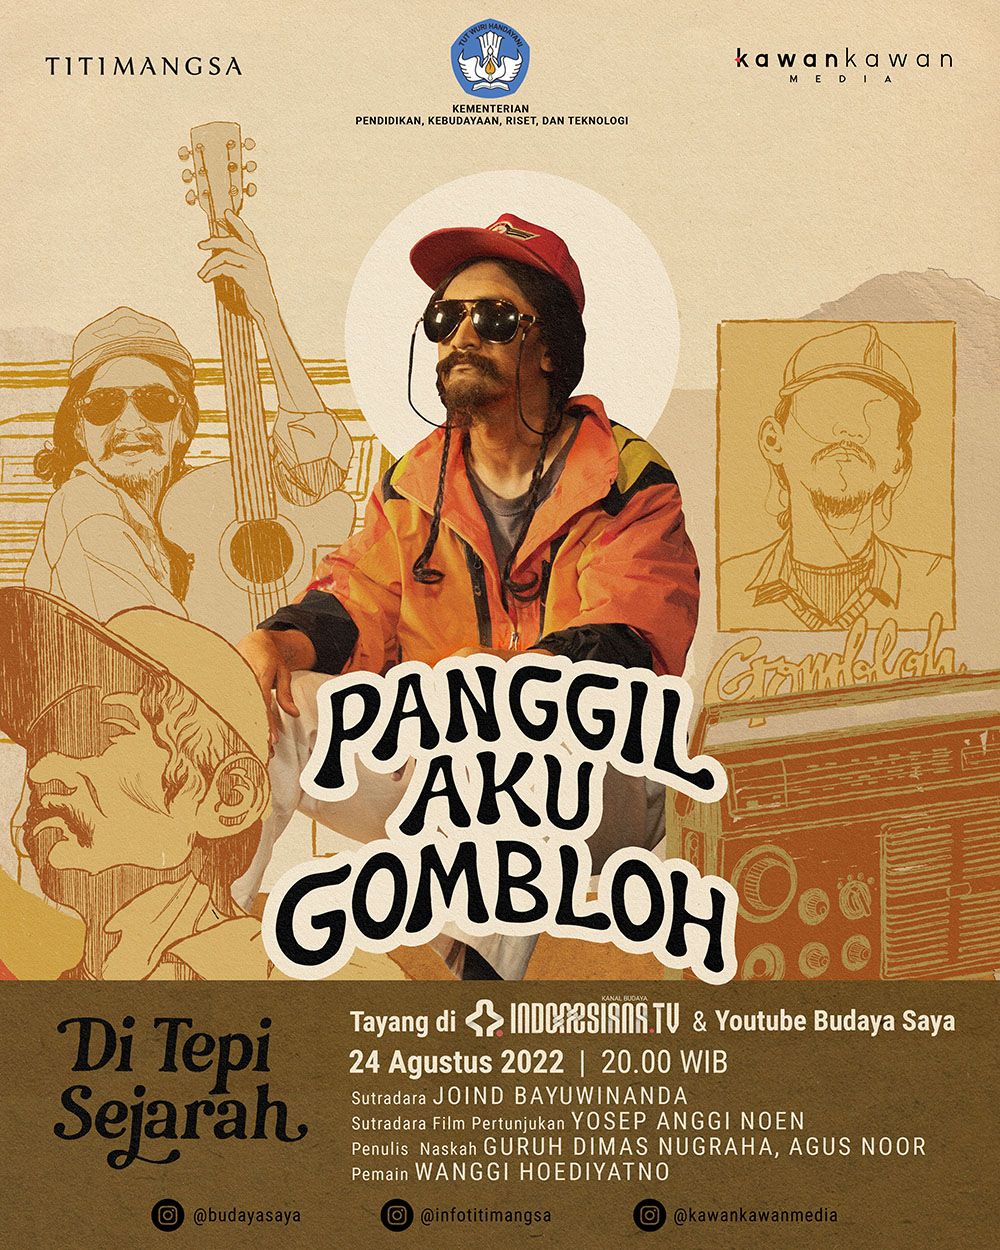 TITIMANGSA
TUT WURI HANDAYANI
KEMENTERIAN
PENDIDIKAN, KEBUDAYAAN, RISET, DAN TEKNOLOGI
kawankawan
MEDIA
Gombloh
PANGGIL
AKU
GOMBLOH
Di Tepi
Sejarah
KANAL BUDAYA
Tayang di INDONESIANA.TV & Youtube Budaya Saya
24 Agustus 2022 | 20.00 WIB
Sutradara JOIND BAYUWINANDA
Sutradara Film Pertunjukan YOSEP ANGGI NOEN
Penulis Naskah GURUH DIMAS NUGRAHA, AGUS NOOR
Pemain WANGGI HOEDIYATNO
@budayasaya @infotitimangsa @kawankawanmedia